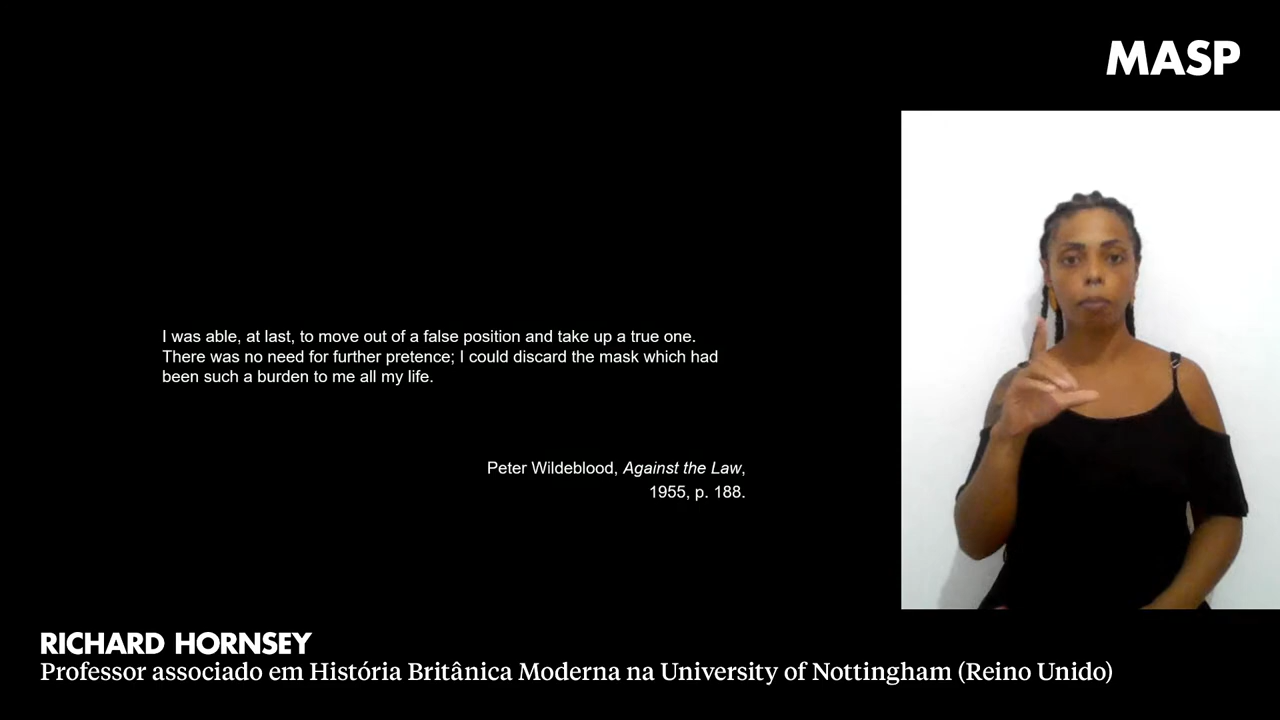 MASP
I was able, at last, to move out of a false position and take up a true one.
There was no need for further pretence; I could discard the mask which had
been such a burden to me all my life.
Peter Wildeblood, Against the Law,
1955, p. 188.
RICHARD HORNSEY
Professor associado em História Britânica Moderna na University of Nottingham (Reino Unido)